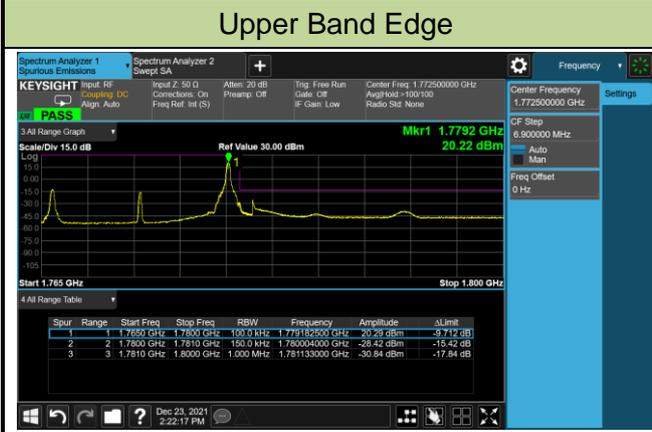 Upper Band Edge
Spectrum Analyzer 1
Spurious Emissions
Spectrum Analyzer 2
Swept SA
Frequency
KEYSIGHT
Input: RF
Coupling: DC
Align: Auto
Input Z: 50 Ω
Corrections: On
Freq Ref: Int (S)
Atten: 20 dB
Preamp: Off
Trig: Free Run
Gate: Off
IF Gain: Low
Center Freq: 1.772500000 GHz
Avg|Hold:>100/100
Radio Std: None
PASS
Center Frequency
1.772500000 GHz
Settings
CF Step
6.900000 MHz
Auto
Man
Freq Offset
0 Hz
3 All Range Graph
Mkr1 1.7792 GHz
Scale/Div 15.0 dB
Ref Value 30.00 dBm
20.22 dBm
Log
15.0
0.00
-15.0
-30.0
-45.0
-60.0
-75.0
-90.0
-105
1
Start 1.765 GHz
Stop 1.800 GHz
4 All Range Table
Spur Range Start Freq Stop Freq RBW Frequency Amplitude ΔLimit
1 1 1.7650 GHz 1.7800 GHz 100.0 kHz 1.779182500 GHz 20.29 dBm -9.712 dB
2 2 1.7800 GHz 1.7810 GHz 150.0 kHz 1.780004000 GHz -28.42 dBm -15.42 dB
3 3 1.7810 GHz 1.8000 GHz 1.000 MHz 1.781133000 GHz -30.84 dBm -17.84 dB
Dec 23, 2021
2:22:17 PM